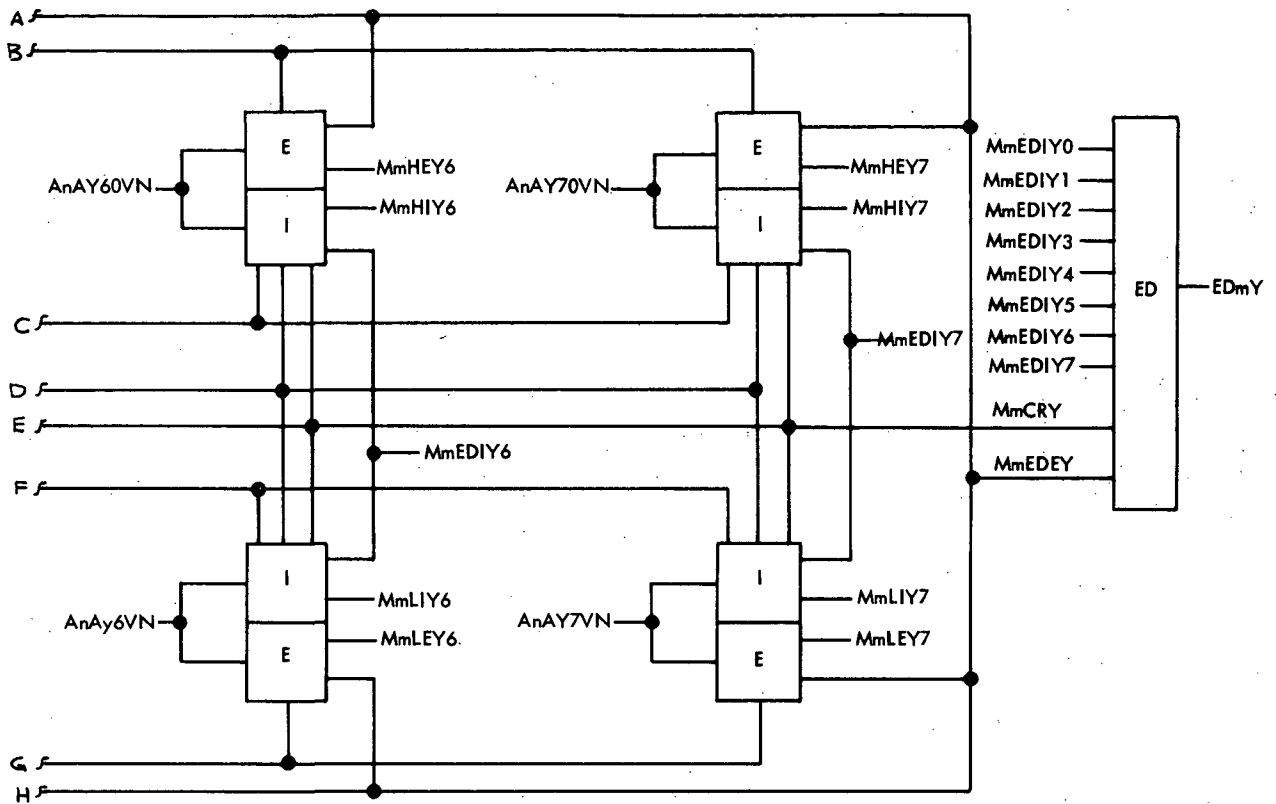 A
B
E
I
AnAY60VN
MmHEY6
MmHIY6
E
I
AnAY70VN
MmHEY7
MmHIY7
MmEDIY0
MmEDIY1
MmEDIY2
MmEDIY3
MmEDIY4
MmEDIY5
MmEDIY6
MmEDIY7
ED
EDmY
C
MmEDIY7
D
E
MmCRY
MmEDIY6
MmEDEY
F
I
E
AnAy6VN
MmLIY6
MmLEY6.
I
E
AnAY7VN
MmLIY7
MmLEY7
G
H